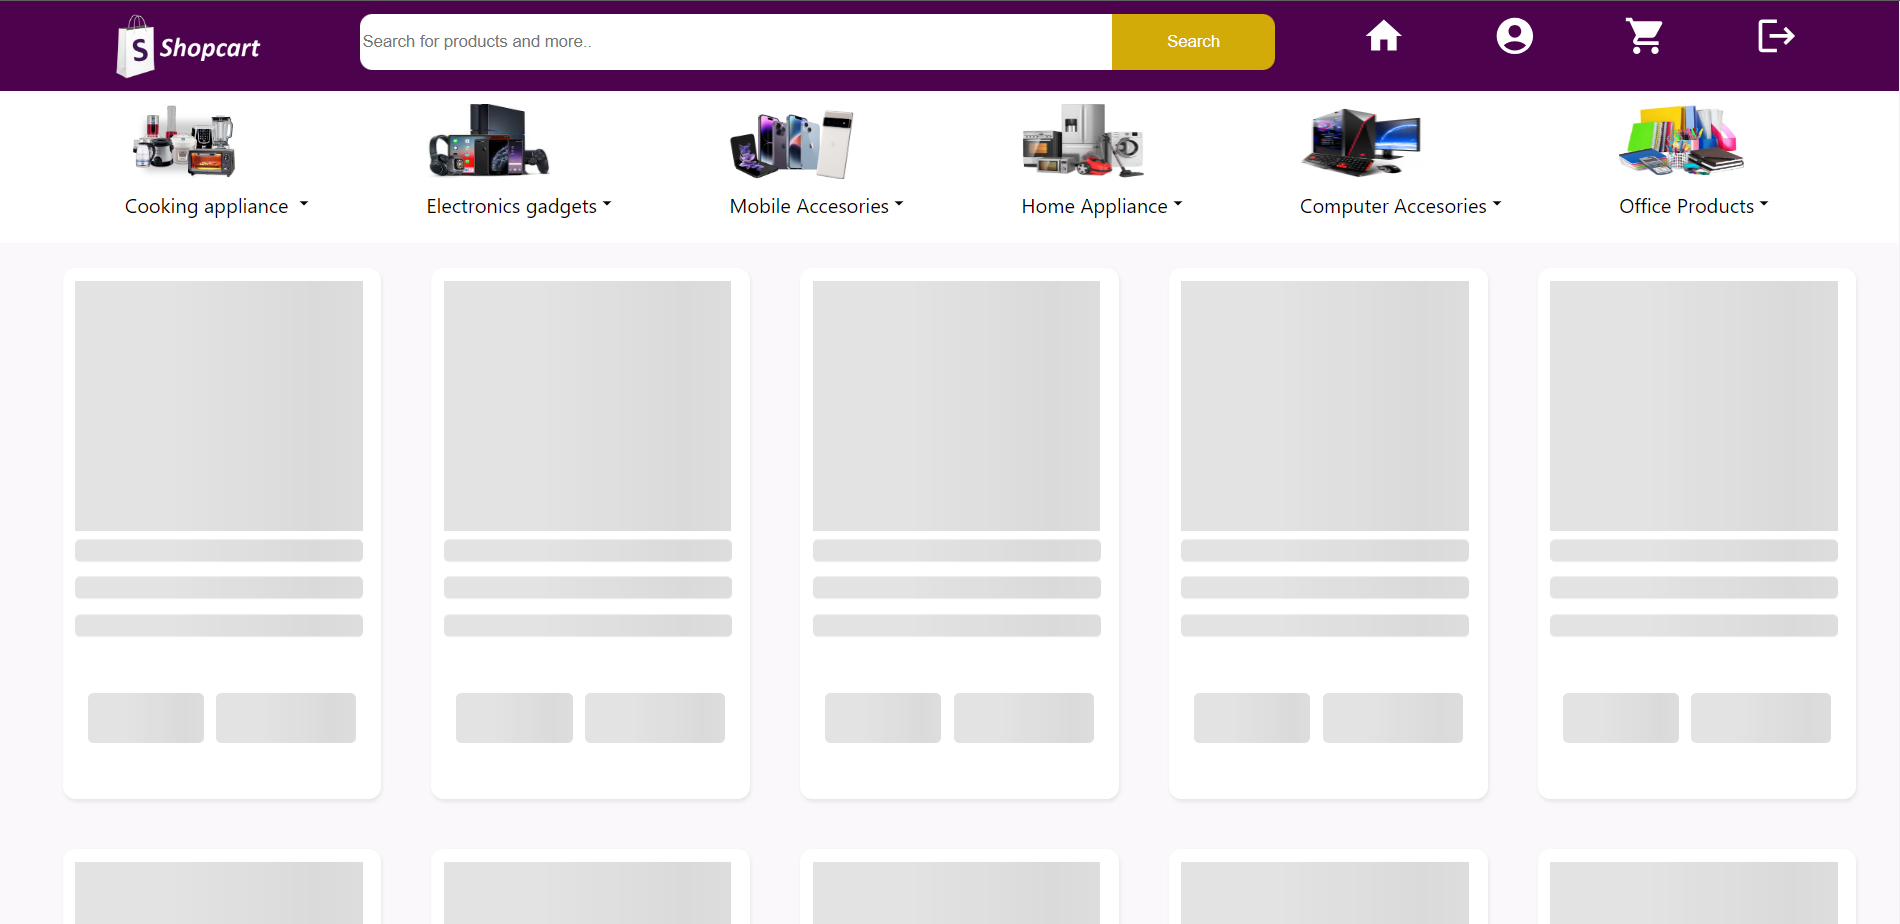 S Shopcart
Search for products and more..
Search
Cooking appliance
Electronics gadgets
Mobile Accesories
Home Appliance
Computer Accesories
Office Products